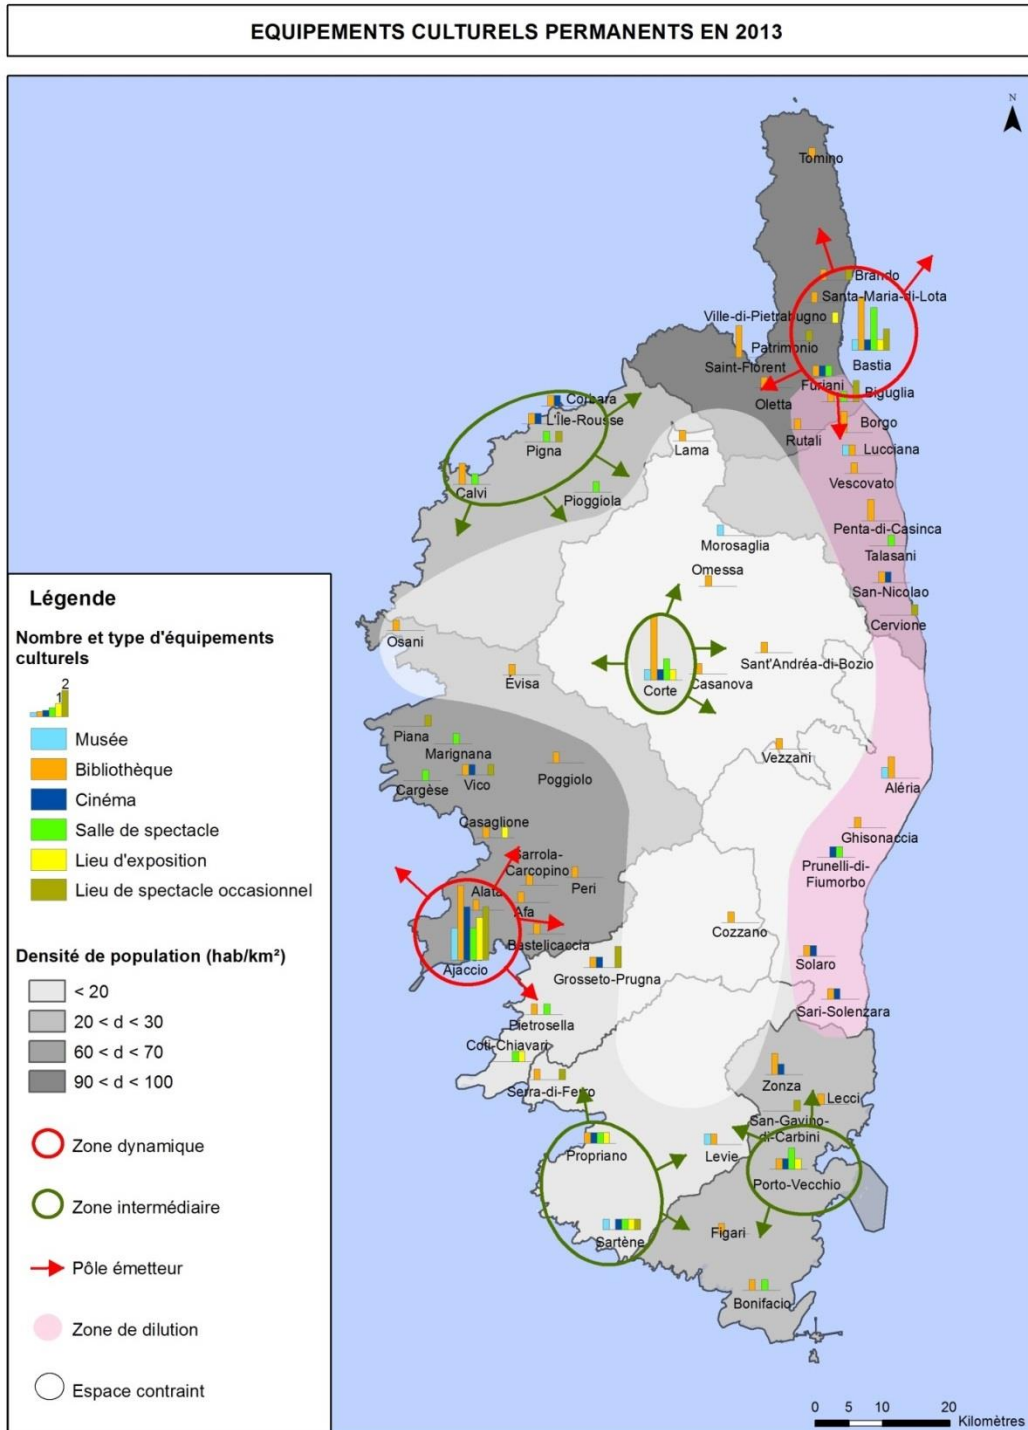 EQUIPEMENTS CULTURELS PERMANENTS EN 2013
N
Tomino
Brando
Santa-Maria-di-Lota
Ville-di-Pietrabugno
Patrimonio
Bastia
Saint-Florent
Furiani
Biguglia
Oletta
Corbara
L'Île-Rousse
Borgo
Rutali
Lucciana
Pigna
Lama
Vescovato
Calvi
Pioggiola
Penta-di-Casinca
Morosaglia
Talasani
Omessa
San-Nicolao
Cervione
Osani
Sant'Andréa-di-Bozio
Évisa
Corte
Casanova
Piana
Marignana
Vezzani
Poggiolo
Cargèse
Vico
Aléria
Casaglione
Ghisonaccia
Sarrola-
Carcopino
Prunelli-di-
Fiumorbo
Peri
Alata
Afa
Cozzano
Bastelicaccia
Ajaccio
Grosseto-Prugna
Solaro
Sari-Solenzara
Pietrosella
Coti-Chiavari
Serra-di-Ferro
Zonza
Lecci
San-Gavino-
di-Carbini
Propriano
Levie
Porto-Vecchio
Sartène
Figari
Bonifacio
Légende
Nombre et type d'équipements
culturels
2
1
Musée
Bibliothèque
Cinéma
Salle de spectacle
Lieu d'exposition
Lieu de spectacle occasionnel
Densité de population (hab/km²)
< 20
20 < d < 30
60 < d < 70
90 < d < 100
Zone dynamique
Zone intermédiaire
Pôle émetteur
Zone de dilution
Espace contraint
0 5 10 20
Kilomètres